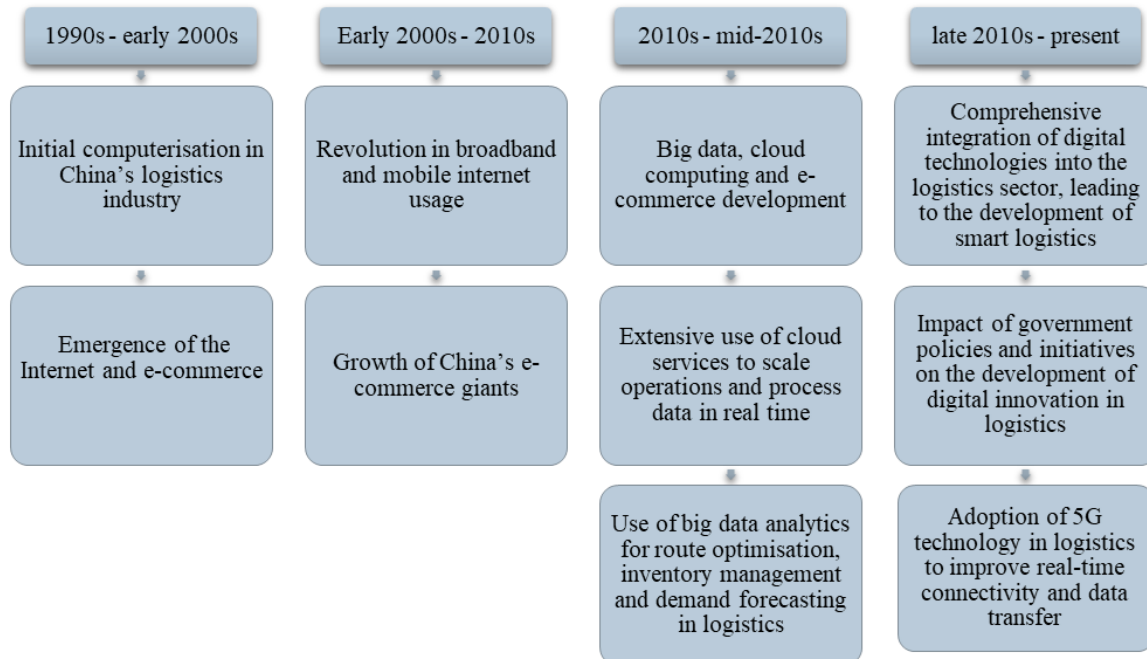 1990s - early 2000s
Initial computerisation in
China’s logistics
industry
Emergence of the
Internet and e-commerce
Early 2000s - 2010s
Revolution in broadband
and mobile internet
usage
Growth of China’s e-
commerce giants
2010s - mid-2010s
Big data, cloud
computing and e-
commerce development
Extensive use of cloud
services to scale
operations and process
data in real time
Use of big data analytics
for route optimisation,
inventory management
and demand forecasting
in logistics
late 2010s - present
Comprehensive
integration of digital
technologies into the
logistics sector, leading
to the development of
smart logistics
Impact of government
policies and initiatives
on the development of
digital innovation in
logistics
Adoption of 5G
technology in logistics
to improve real-time
connectivity and data
transfer